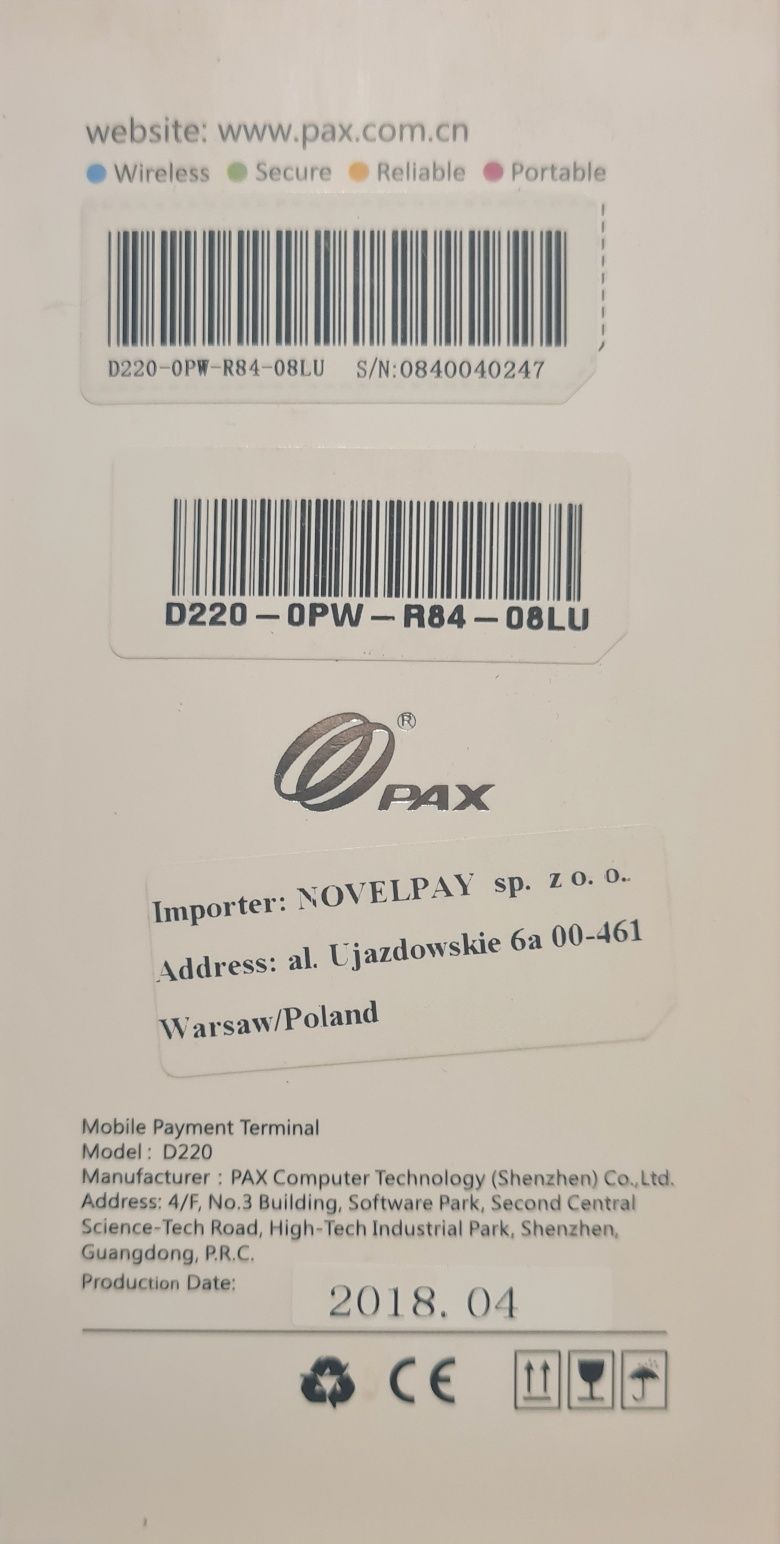 website: www.pax.com.cn
Wireless Secure Reliable Portable
D220-0PW-R84-08LU S/N:0840040247
D220-0PW-R84-08LU
PAX®
Importer: NOVELPAY sp. z o. o..
Address: al. Ujazdowskie 6a 00-461
Warsaw/Poland
Mobile Payment Terminal
Model : D220
Manufacturer : PAX Computer Technology (Shenzhen) Co.,Ltd.
Address: 4/F, No.3 Building, Software Park, Second Central
Science-Tech Road, High-Tech Industrial Park, Shenzhen,
Guangdong, P.R.C.
Production Date: 2018. 04
CE